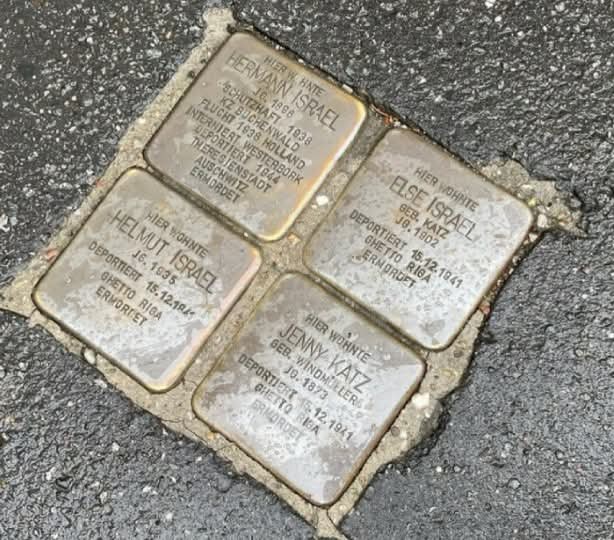 HIER WOHNTE
HERMANN ISRAEL
JG. 1898
SCHUTZHAFT 1938
KZ BUCHENWALD
FLUCHT 1939 HOLLAND
INTERNIERT WESTERBORK
DEPORTIERT 1944
THERESIENSTADT
AUSCHWITZ
ERMORDET
HIER WOHNTE
ELSE ISRAEL
GEB. KATZ
JG. 1902
DEPORTIERT 15.12.1941
GHETTO RIGA
ERMORDET
HIER WOHNTE
HELMUT ISRAEL
JG. 1935
DEPORTIERT 15.12.1941
GHETTO RIGA
ERMORDET
HIER WOHNTE
JENNY KATZ
GEB. WINDMÜLLER
JG. 1873
DEPORTIERT 15.12.1941
GHETTO RIGA
ERMORDET